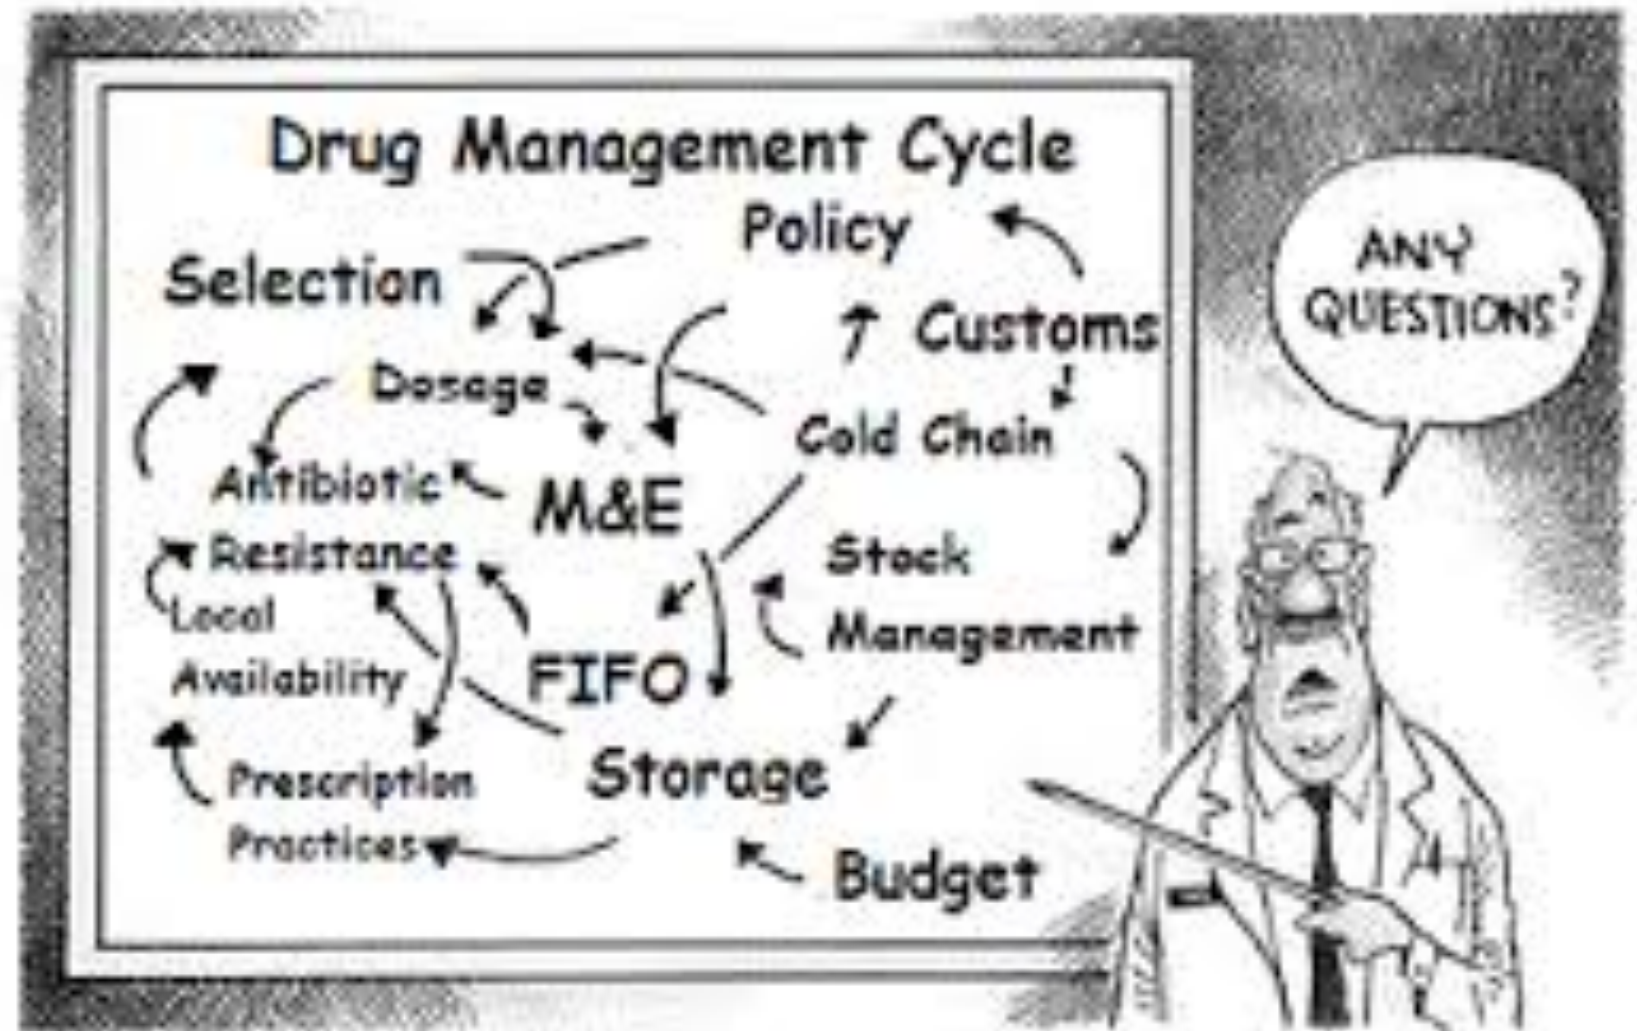 Drug Management Cycle
Policy
Selection
Customs
Dosage
Cold Chain
Antibiotic
Resistance
M&E
Stock
Management
Local
Availability
FIFO
Prescription
Practices
Storage
Budget
ANY
QUESTIONS?